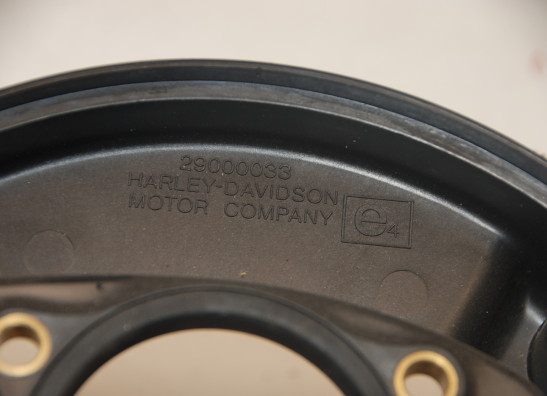 29000033
HARLEY-DAVIDSON
MOTOR COMPANY
e4